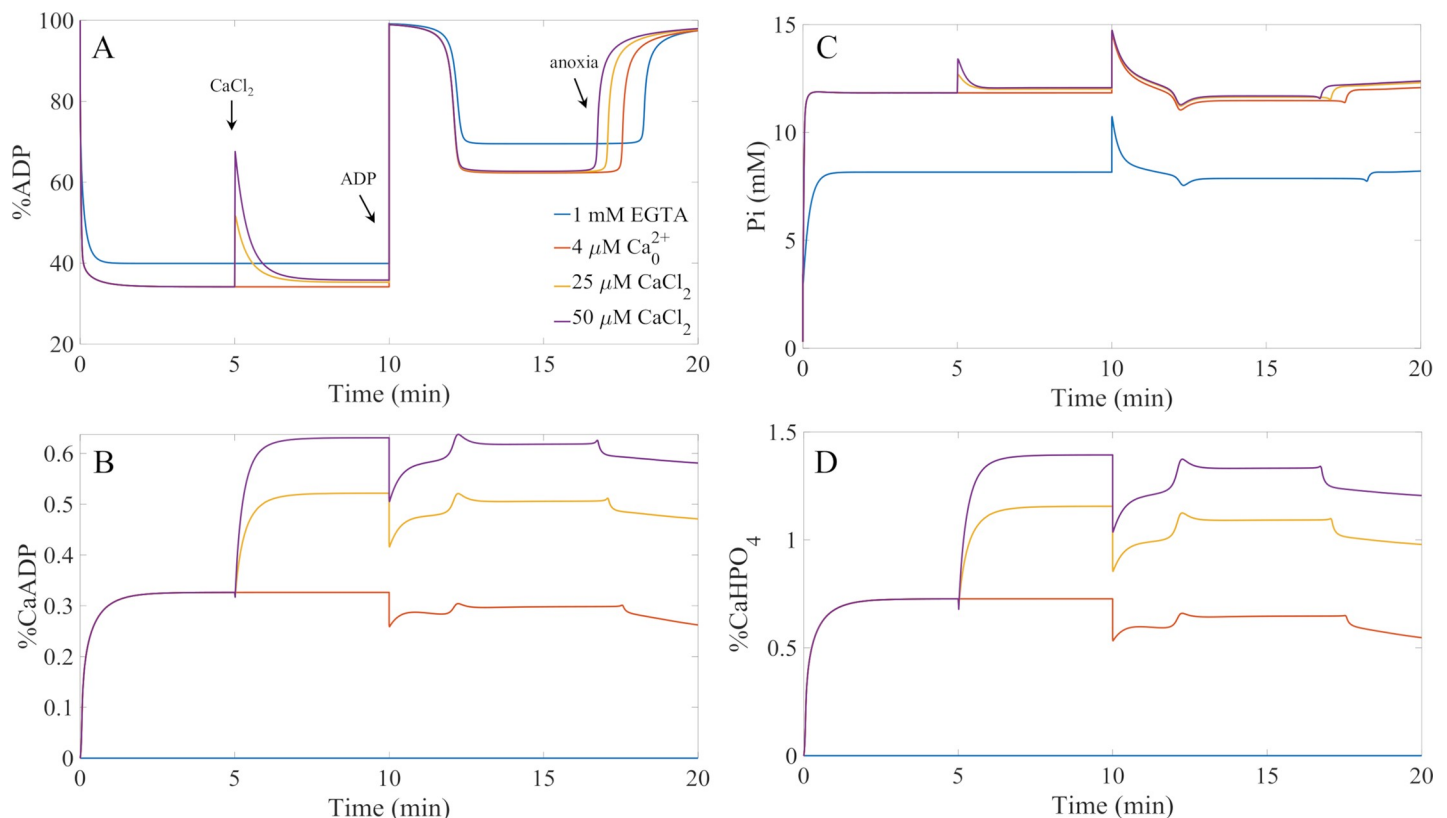 A
%ADP
100
80
60
40
20
CaCl₂
ADP
anoxia
1 mM EGTA
4 μM Ca₀²⁺
25 μM CaCl₂
50 μM CaCl₂
0
5
10
15
20
Time (min)
C
Pi (mM)
15
10
5
0
0
5
10
15
20
Time (min)
B
%CaADP
0.6
0.5
0.4
0.3
0.2
0.1
0
0
5
10
15
20
Time (min)
D
%CaHPO₄
1.5
1
0.5
0
0
5
10
15
20
Time (min)